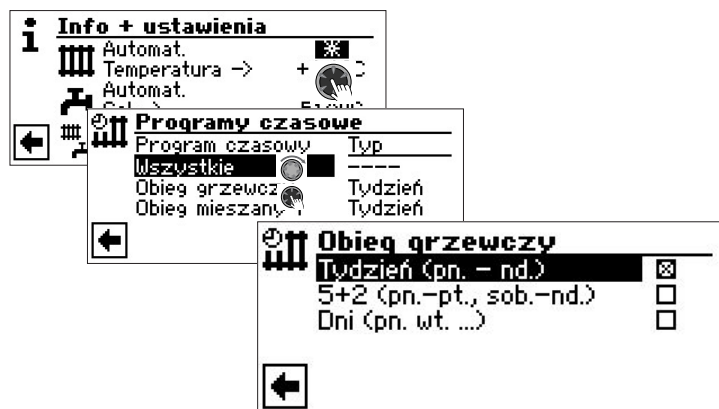 Info + ustawienia
Automat.
Temperatura –> +
Automat.
Programy czasowe
Program czasowy Typ
Wszystkie ----
Obieg grzewcz Tydzień
Obieg mieszany Tydzień
Obieg grzewczy
Tydzień (pn. – nd.)
5+2 (pn.–pt., sob.–nd.)
Dni (pn. wt. ...)